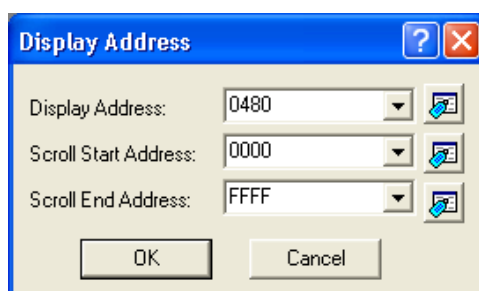 Display Address
Display Address: 0480
Scroll Start Address: 0000
Scroll End Address: FFFF
OK Cancel